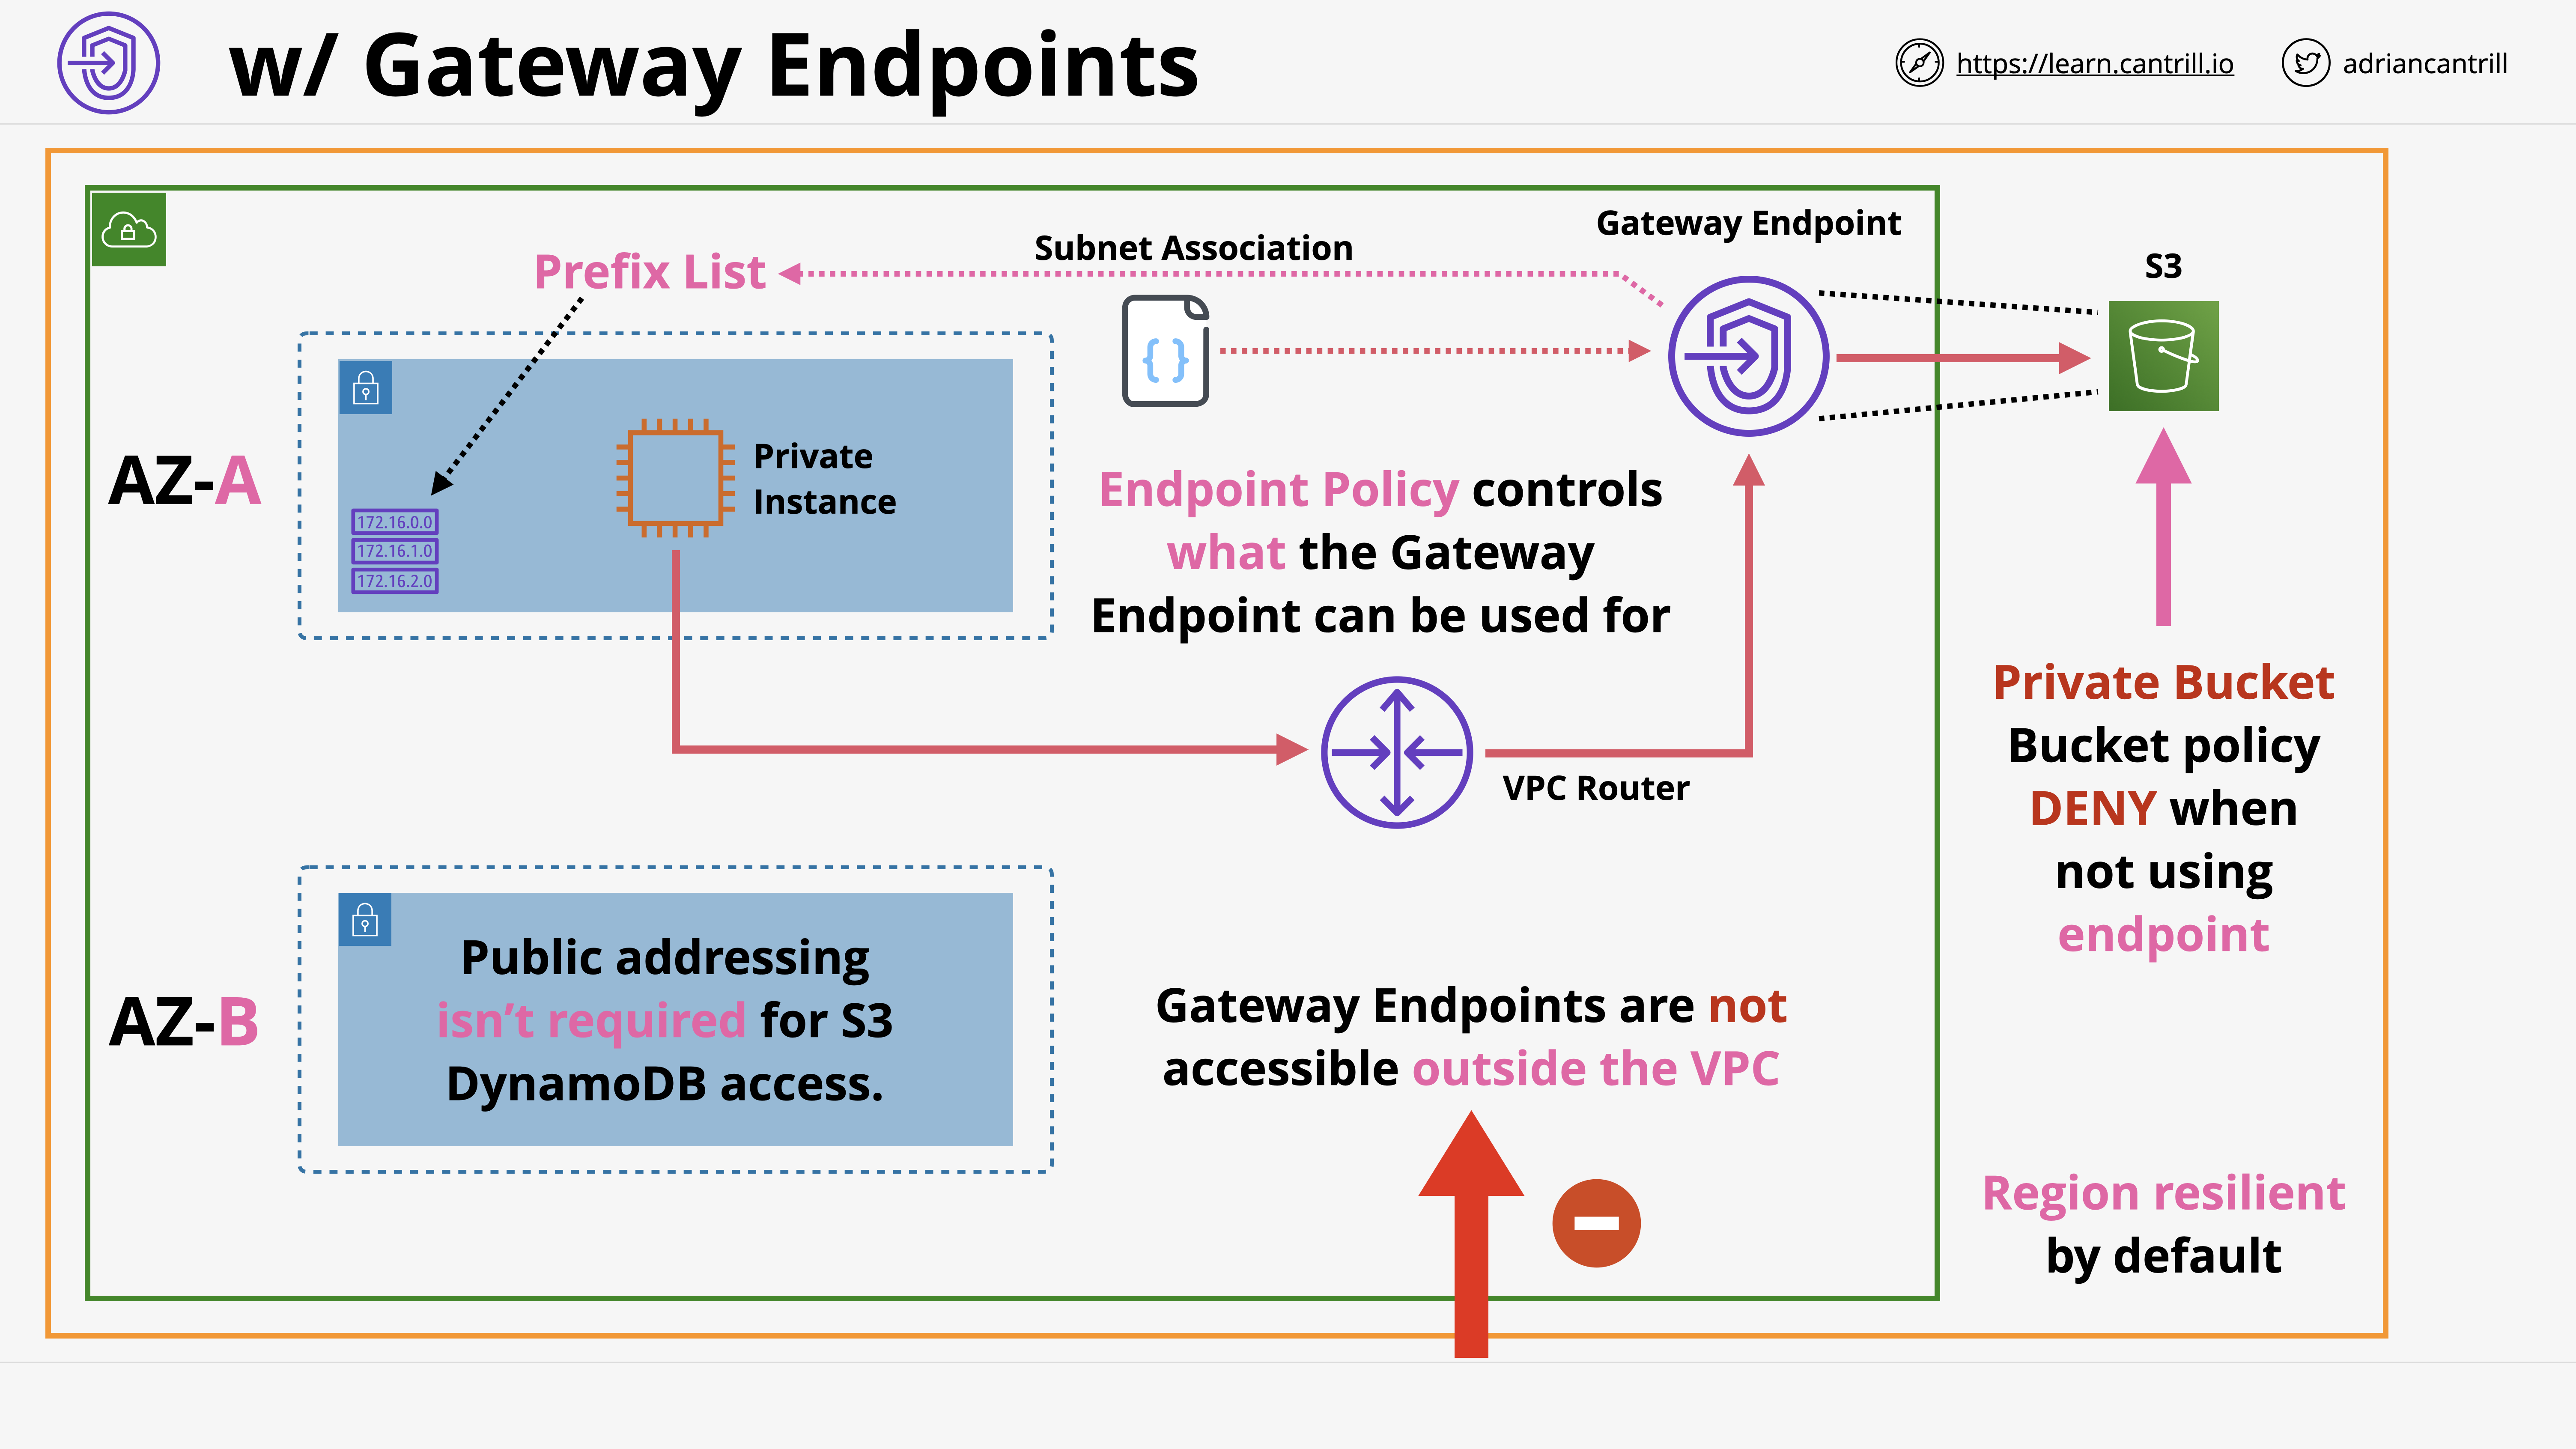 w/ Gateway Endpoints
https://learn.cantrill.io
adriancantrill
Gateway Endpoint
Subnet Association
Prefix List
S3
{ }
AZ-A
Private
Instance
172.16.0.0
172.16.1.0
172.16.2.0
Endpoint Policy controls
what the Gateway
Endpoint can be used for
VPC Router
Private Bucket
Bucket policy
DENY when
not using
endpoint
AZ-B
Public addressing
isn’t required for S3
DynamoDB access.
Gateway Endpoints are not
accessible outside the VPC
Region resilient
by default